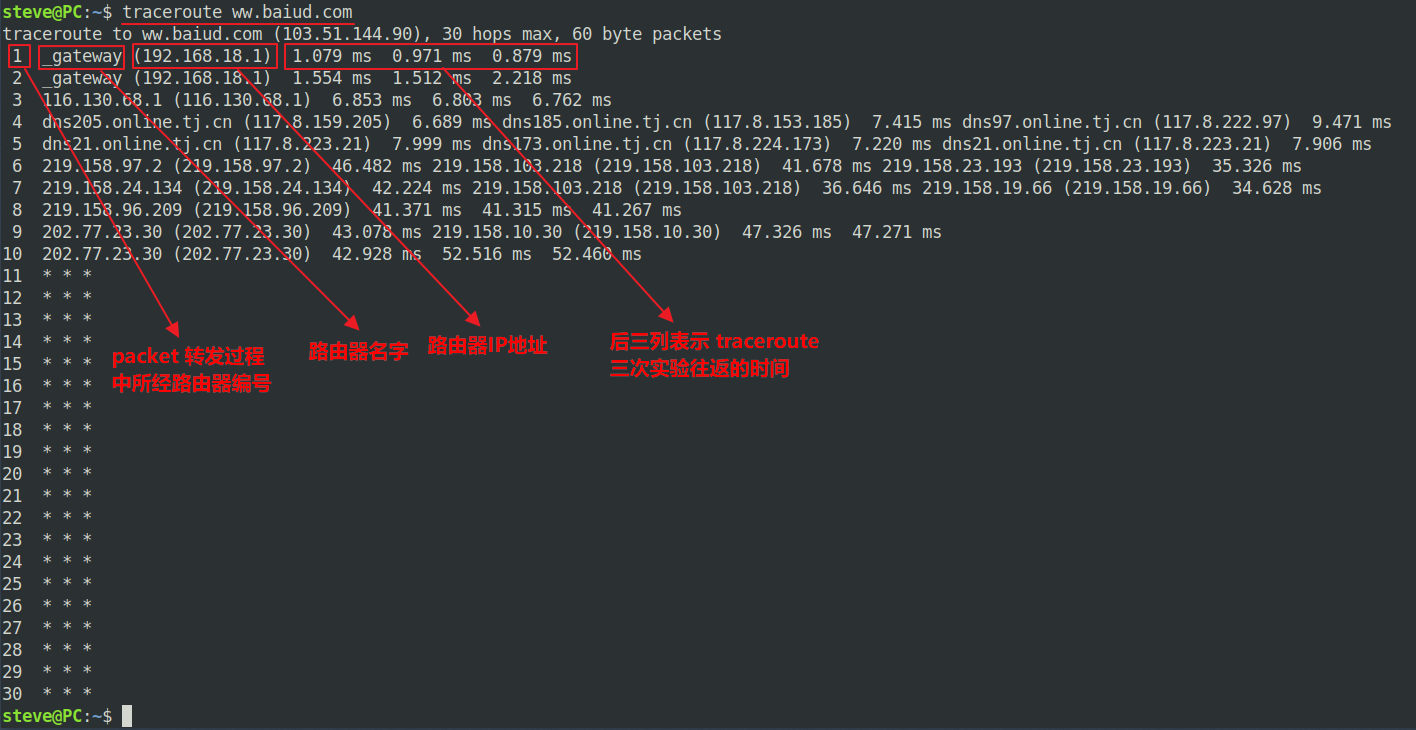 steve@PC:~$ traceroute ww.baiud.com
traceroute to ww.baiud.com (103.51.144.90), 30 hops max, 60 byte packets
1 _gateway (192.168.18.1) 1.079 ms 0.971 ms 0.879 ms
2 _gateway (192.168.18.1) 1.554 ms 1.512 ms 2.218 ms
3 116.130.68.1 (116.130.68.1) 6.853 ms 6.803 ms 6.762 ms
4 dns205.online.tj.cn (117.8.159.205) 6.689 ms dns185.online.tj.cn (117.8.153.185) 7.415 ms dns97.online.tj.cn (117.8.222.97) 9.471 ms
5 dns21.online.tj.cn (117.8.223.21) 7.999 ms dns173.online.tj.cn (117.8.224.173) 7.220 ms dns21.online.tj.cn (117.8.223.21) 7.906 ms
6 219.158.97.2 (219.158.97.2) 46.482 ms 219.158.103.218 (219.158.103.218) 41.678 ms 219.158.23.193 (219.158.23.193) 35.326 ms
7 219.158.24.134 (219.158.24.134) 42.224 ms 219.158.103.218 (219.158.103.218) 36.646 ms 219.158.19.66 (219.158.19.66) 34.628 ms
8 219.158.96.209 (219.158.96.209) 41.371 ms 41.315 ms 41.267 ms
9 202.77.23.30 (202.77.23.30) 43.078 ms 219.158.10.30 (219.158.10.30) 47.326 ms 47.271 ms
10 202.77.23.30 (202.77.23.30) 42.928 ms 52.516 ms 52.460 ms
11 * * *
12 * * *
13 * * *
14 * * *
15 * * *
16 * * *
17 * * *
18 * * *
19 * * *
20 * * *
21 * * *
22 * * *
23 * * *
24 * * *
25 * * *
26 * * *
27 * * *
28 * * *
29 * * *
30 * * *
steve@PC:~$
packet 转发过程
中所经路由器编号
路由器名字
路由器IP地址
后三列表示 traceroute
三次实验往返的时间